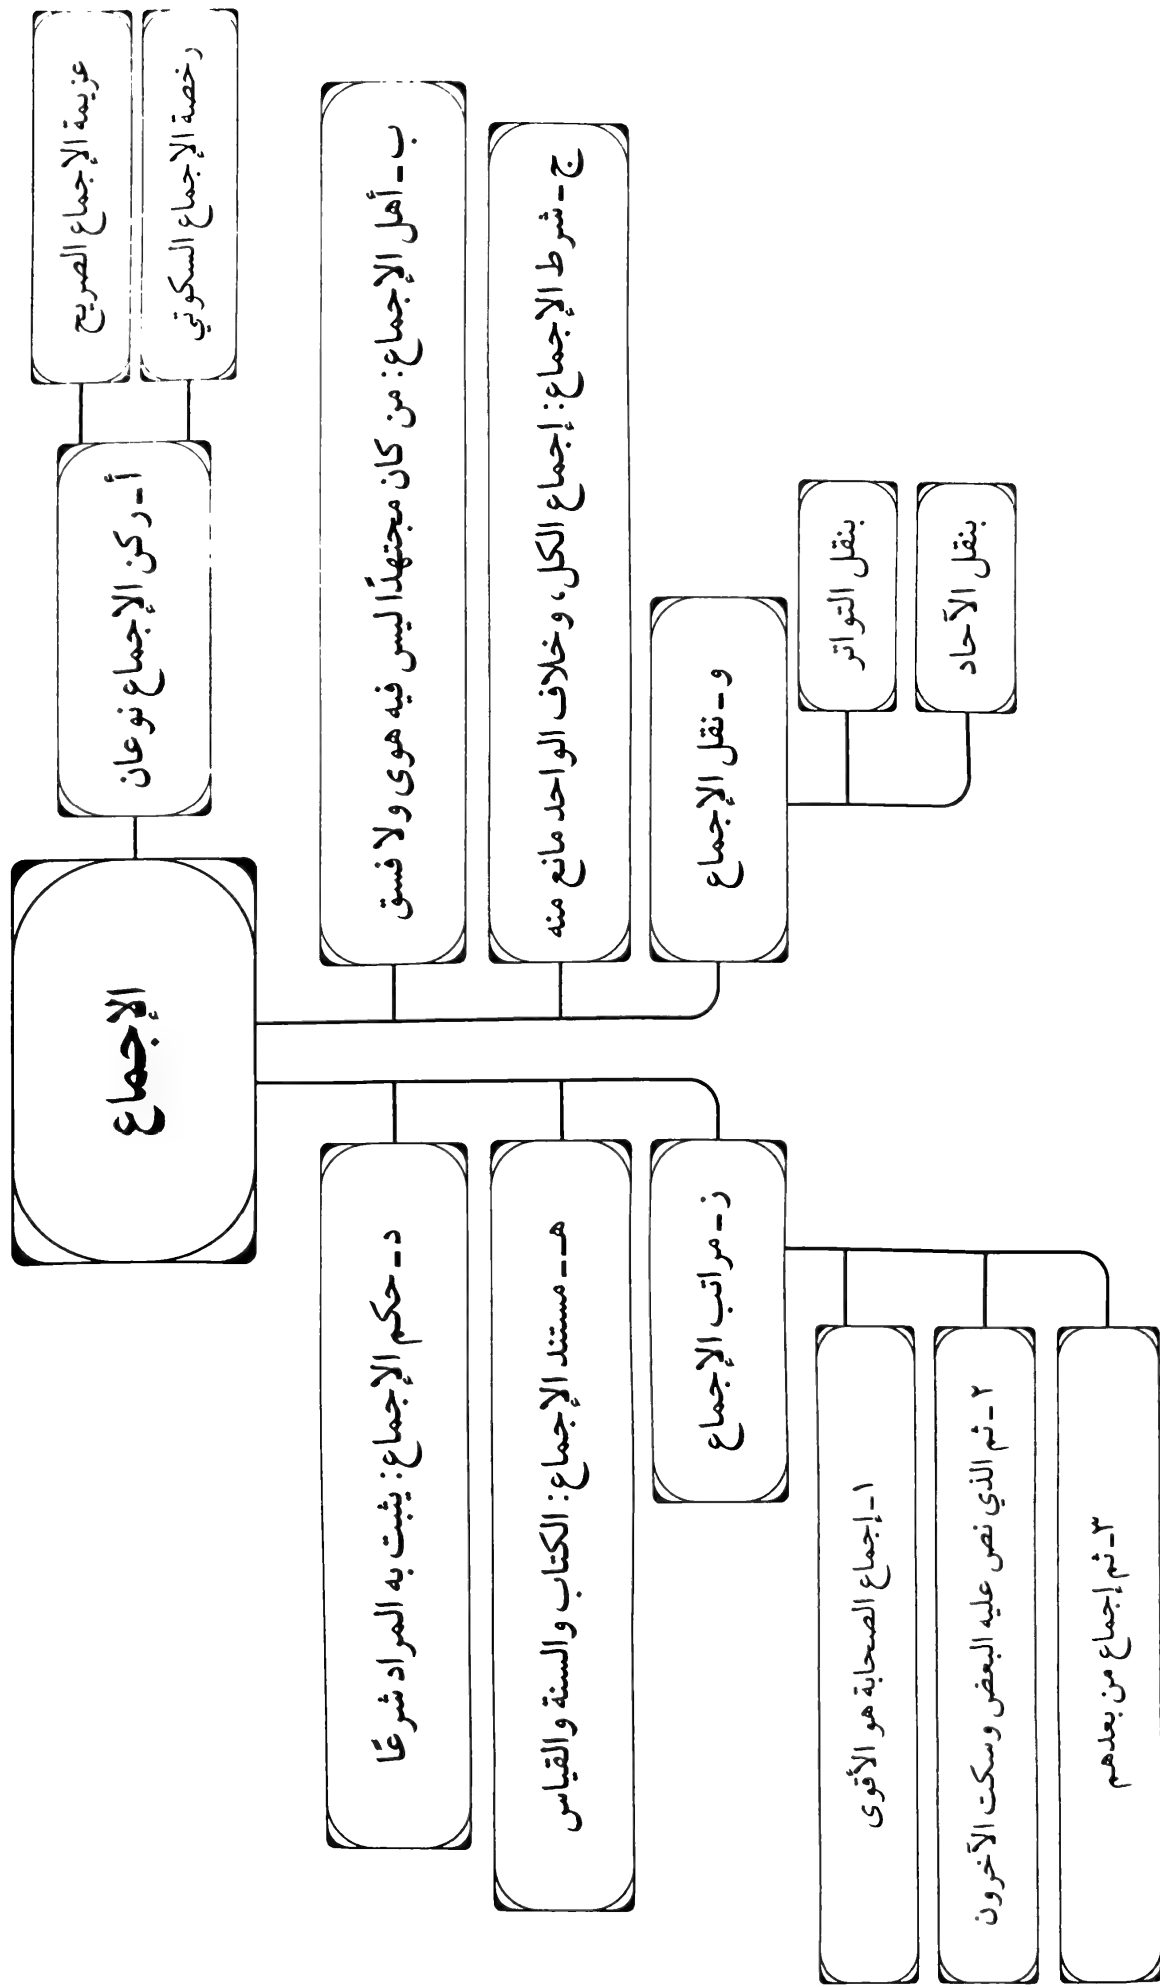 الإجماع
أ - ركن الإجماع نوعان
عزيمة الإجماع الصريح
رخصة الإجماع السكوتي
ب - أهل الإجماع: من كان مجتهدًا ليس فيه هوى ولا فسق
ج - شرط الإجماع: إجماع الكل، وخلاف الواحد مانع منه
د - حكم الإجماع: يثبت به المراد شرعًا
هـ - مستند الإجماع: الكتاب والسنة والقياس
و - نقل الإجماع
بنقل التواتر
بنقل الآحاد
ز - مراتب الإجماع
١ - إجماع الصحابة هو الأقوى
٢ - ثم الذي نص عليه البعض وسكت الآخرون
٣ - ثم إجماع من بعدهم